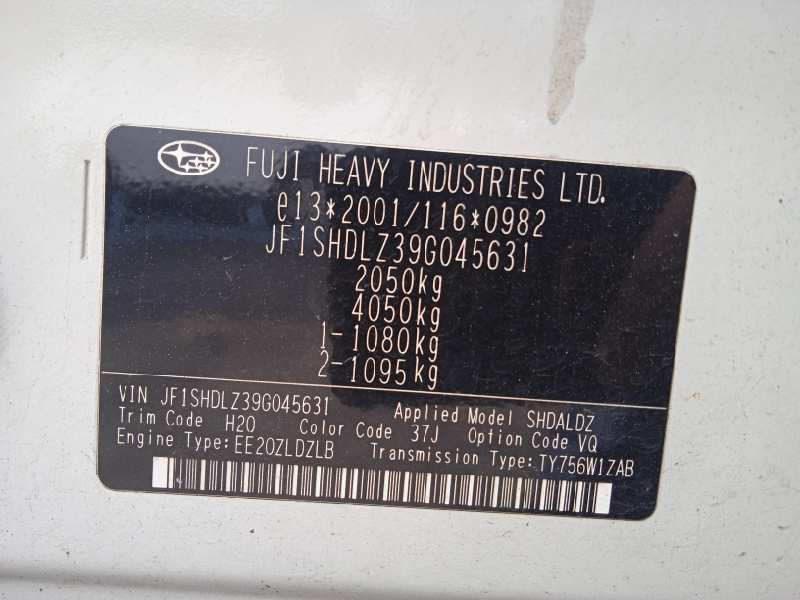 FUJI HEAVY INDUSTRIES LTD.
e13*2001/116*0982
JF1SHDLZ39G045631
2050kg
4050kg
1-1080kg
2-1095kg
VIN JF1SHDLZ39G045631 Applied Model SHDALDZ
Trim Code H20 Color Code 37J Option Code VQ
Engine Type: EE20ZLDZLB Transmission Type: TY756W1ZAB